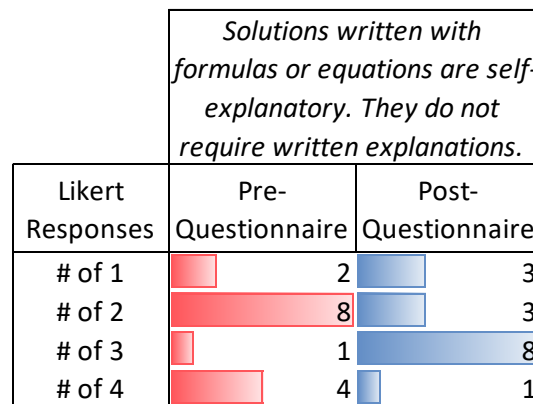 Solutions written with
formulas or equations are self-
explanatory. They do not
require written explanations.
Likert Responses Pre-Questionnaire Post-Questionnaire
# of 1 2 3
# of 2 8 3
# of 3 1 8
# of 4 4 1